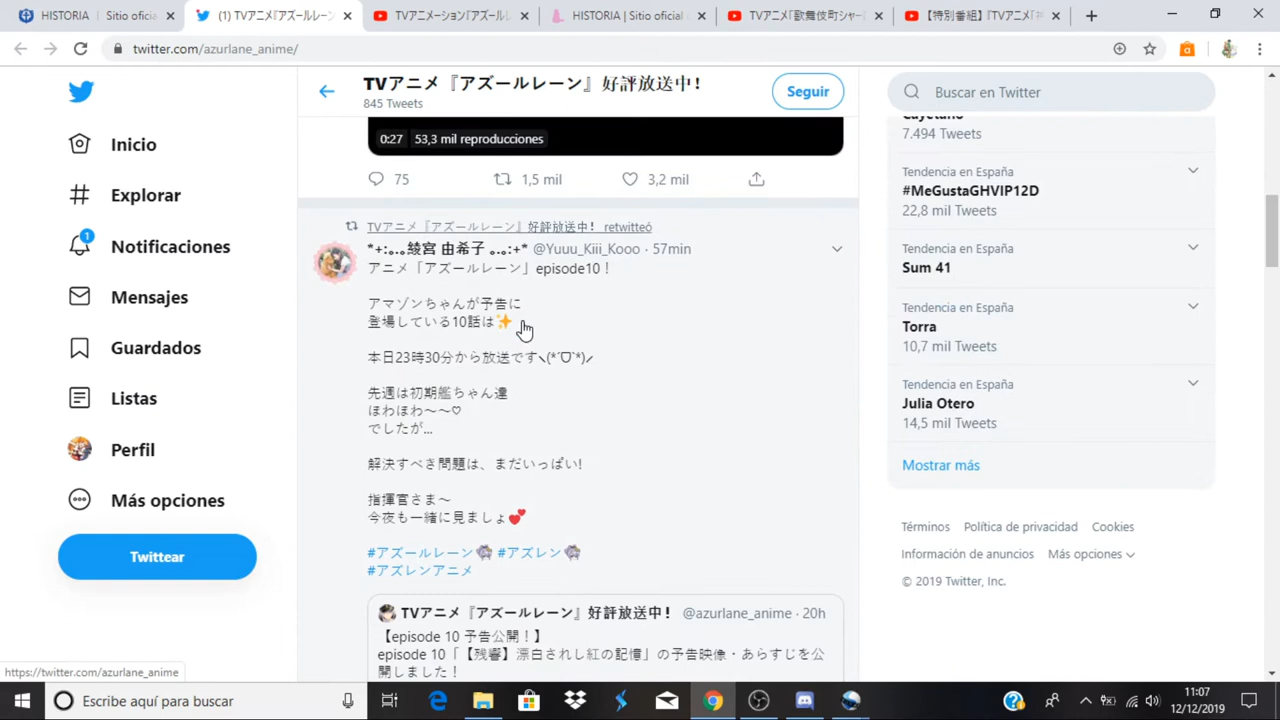 HISTORIA | Sitio oficial
(1) TVアニメ『アズールレーン
TVアニメーション『アズールレ
HISTORIA | Sitio oficial
TVアニメ「歌舞伎町シャー
【特別番組】『TVアニメ「神
twitter.com/azurlane_anime/
Inicio
Explorar
1
Notificaciones
Mensajes
Guardados
Listas
Perfil
Más opciones
Twittear
TVアニメ『アズールレーン』好評放送中！
845 Tweets
Seguir
0:27 53,3 mil reproducciones
75 1,5 mil 3,2 mil
TVアニメ『アズールレーン』好評放送中！ retwitteó
*+:｡.｡綾宮 由希子 ｡.｡:+* @Yuuu_Kiii_Kooo · 57min
アニメ「アズールレーン」episode10！
アマゾンちゃんが予告に
登場している10話は✨
本日23時30分から放送ですヽ(*´ᗜ`*)ﾉ
先週は初期艦ちゃん達
ほわほわ〜〜♡
でしたが...
解決すべき問題は、まだいっぱい!
指揮官さま〜
今夜も一緒に見ましょ💕
#アズールレーン #アズレン
#アズレンアニメ
TVアニメ『アズールレーン』好評放送中！ @azurlane_anime · 20h
【episode 10 予告公開！】
episode 10「【残響】漂白されし紅の記憶」の予告映像・あらすじを公
開しました！
Buscar en Twitter
Cayetano
7.494 Tweets
Tendencia en España
#MeGustaGHVIP12D
22,8 mil Tweets
Tendencia en España
Sum 41
Tendencia en España
Torra
10,7 mil Tweets
Tendencia en España
Julia Otero
14,5 mil Tweets
Mostrar más
Términos Política de privacidad Cookies
Información de anuncios Más opciones
© 2019 Twitter, Inc.
https://twitter.com/azurlane_anime
Escribe aquí para buscar
11:07
12/12/2019